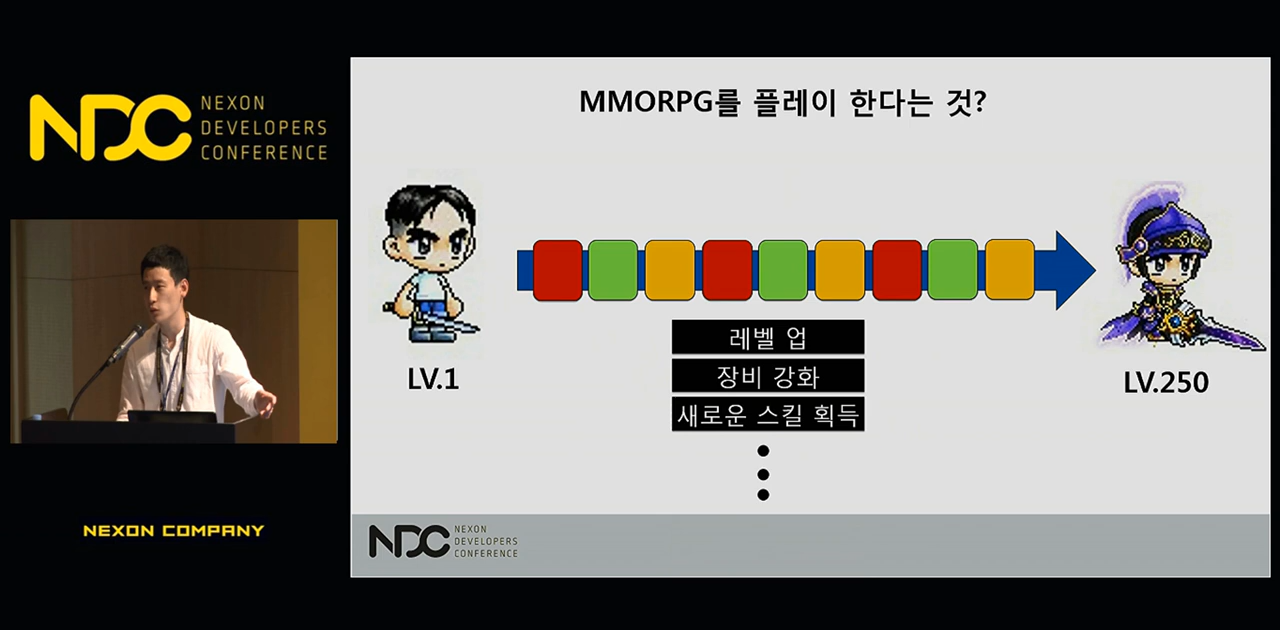 NDC
NEXON
DEVELOPERS
CONFERENCE
NEXON COMPANY
MMORPG를 플레이 한다는 것?
LV.1
레벨 업
장비 강화
새로운 스킬 획득
LV.250
NDC
NEXON
DEVELOPERS
CONFERENCE